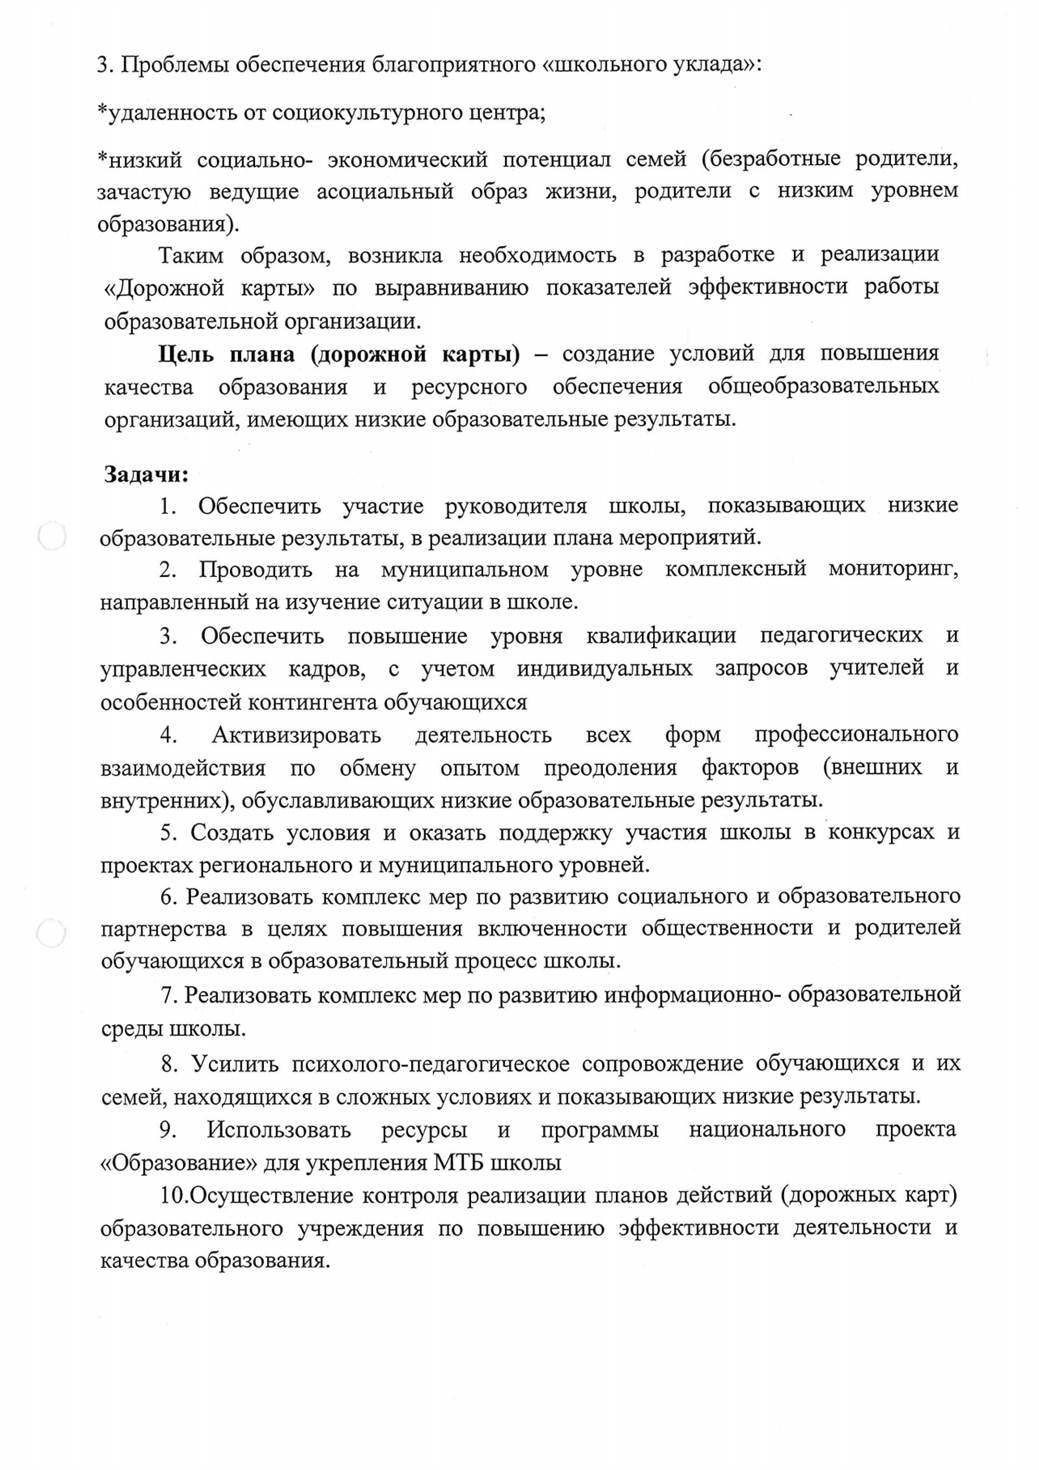 3. Проблемы обеспечения благоприятного «школьного уклада»:
*удаленность от социокультурного центра;
*низкий социально- экономический потенциал семей (безработные родители,
зачастую ведущие асоциальный образ жизни, родители с низким уровнем
образования).
Таким образом, возникла необходимость в разработке и реализации
«Дорожной карты» по выравниванию показателей эффективности работы
образовательной организации.
Цель плана (дорожной карты) – создание условий для повышения
качества образования и ресурсного обеспечения общеобразовательных
организаций, имеющих низкие образовательные результаты.
Задачи:
1. Обеспечить участие руководителя школы, показывающих низкие
образовательные результаты, в реализации плана мероприятий.
2. Проводить на муниципальном уровне комплексный мониторинг,
направленный на изучение ситуации в школе.
3. Обеспечить повышение уровня квалификации педагогических и
управленческих кадров, с учетом индивидуальных запросов учителей и
особенностей контингента обучающихся
4. Активизировать деятельность всех форм профессионального
взаимодействия по обмену опытом преодоления факторов (внешних и
внутренних), обуславливающих низкие образовательные результаты.
5. Создать условия и оказать поддержку участия школы в конкурсах и
проектах регионального и муниципального уровней.
6. Реализовать комплекс мер по развитию социального и образовательного
партнерства в целях повышения включенности общественности и родителей
обучающихся в образовательный процесс школы.
7. Реализовать комплекс мер по развитию информационно- образовательной
среды школы.
8. Усилить психолого-педагогическое сопровождение обучающихся и их
семей, находящихся в сложных условиях и показывающих низкие результаты.
9. Использовать ресурсы и программы национального проекта
«Образование» для укрепления МТБ школы
10.Осуществление контроля реализации планов действий (дорожных карт)
образовательного учреждения по повышению эффективности деятельности и
качества образования.